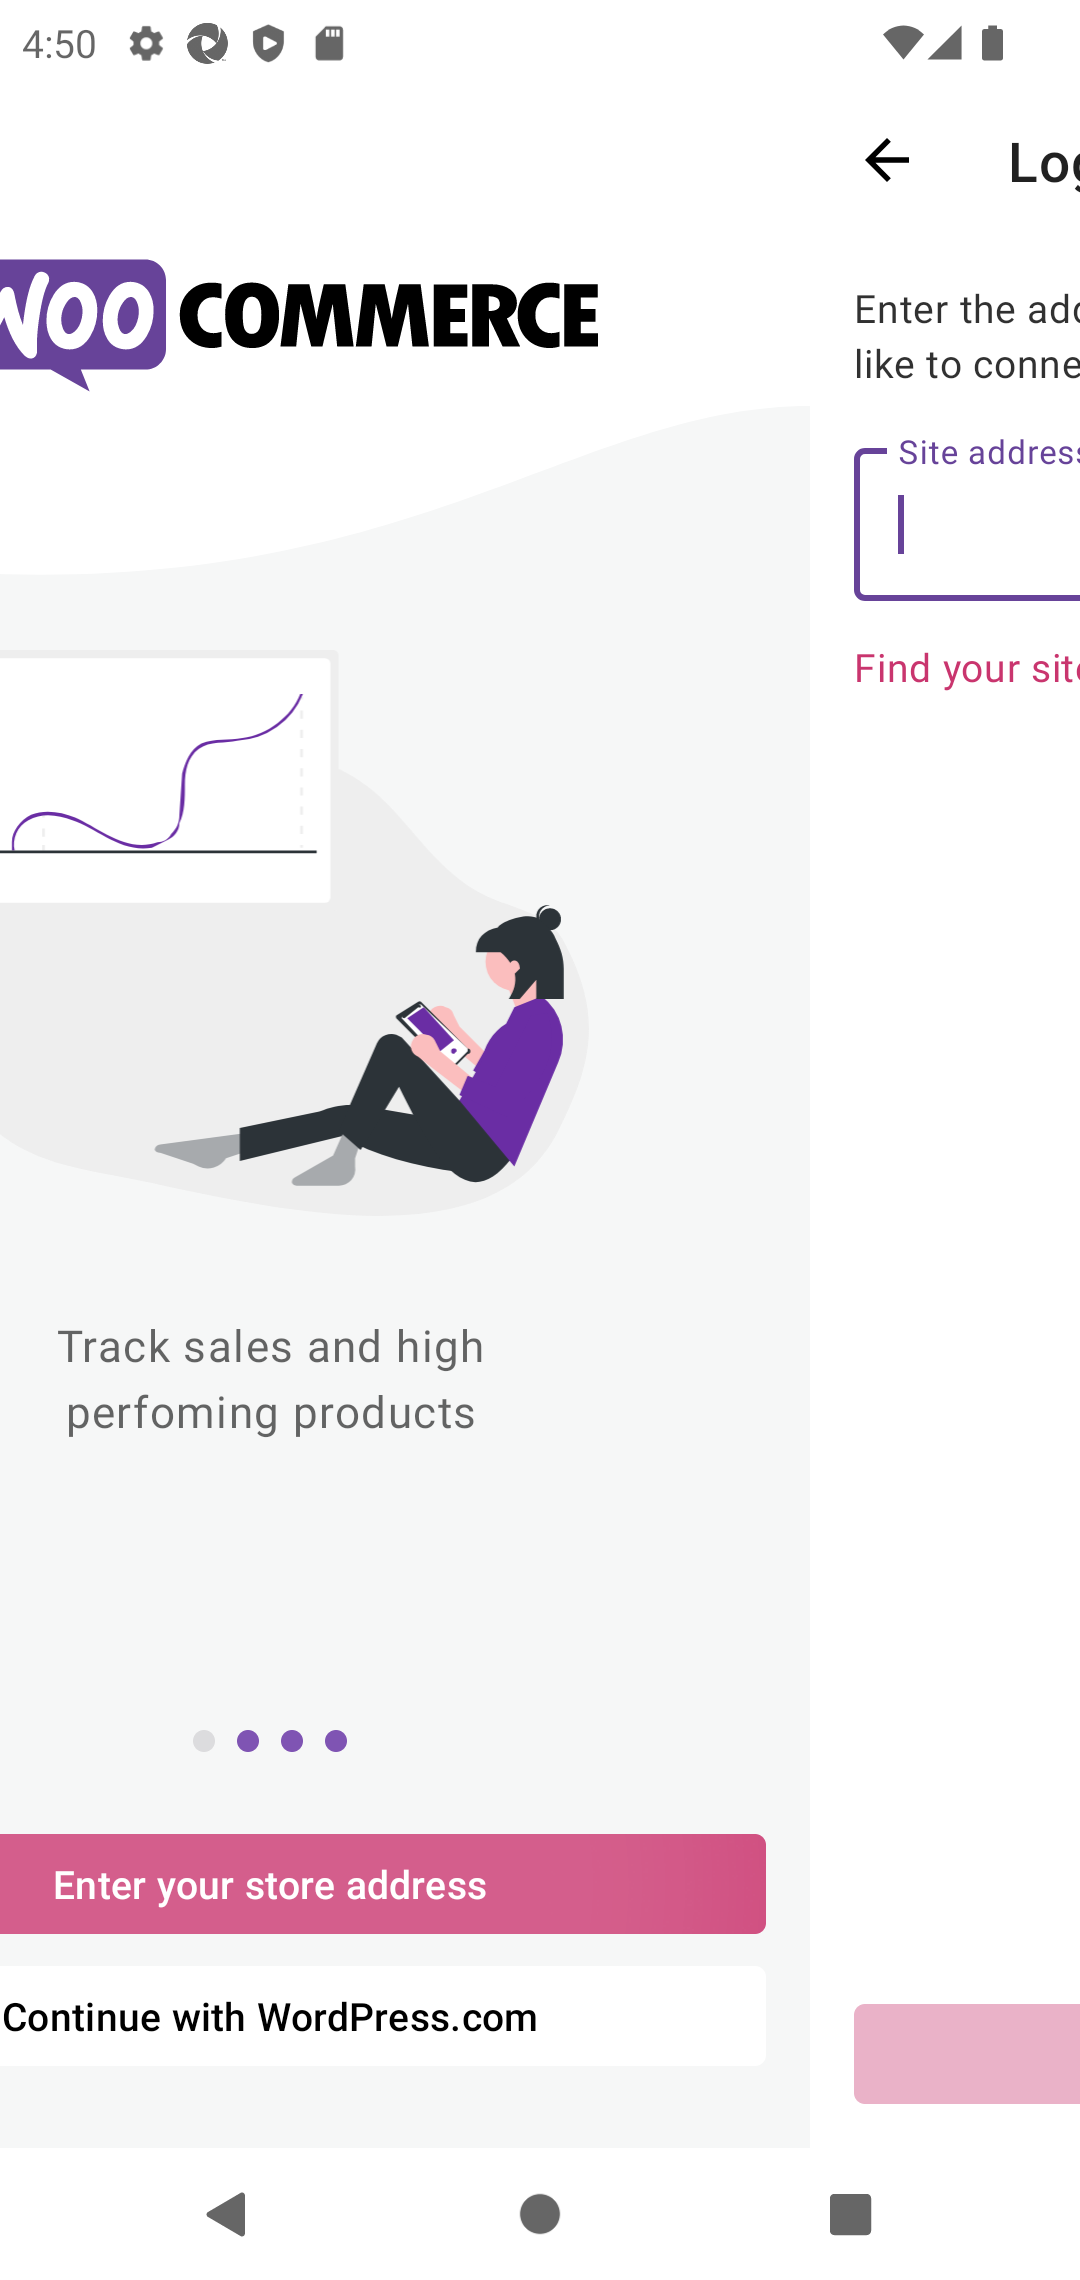 4:50
Log
WOO COMMERCE
Enter the add
like to conne
Site address
Find your site
Track sales and high
perfoming products
Enter your store address
Continue with WordPress.com